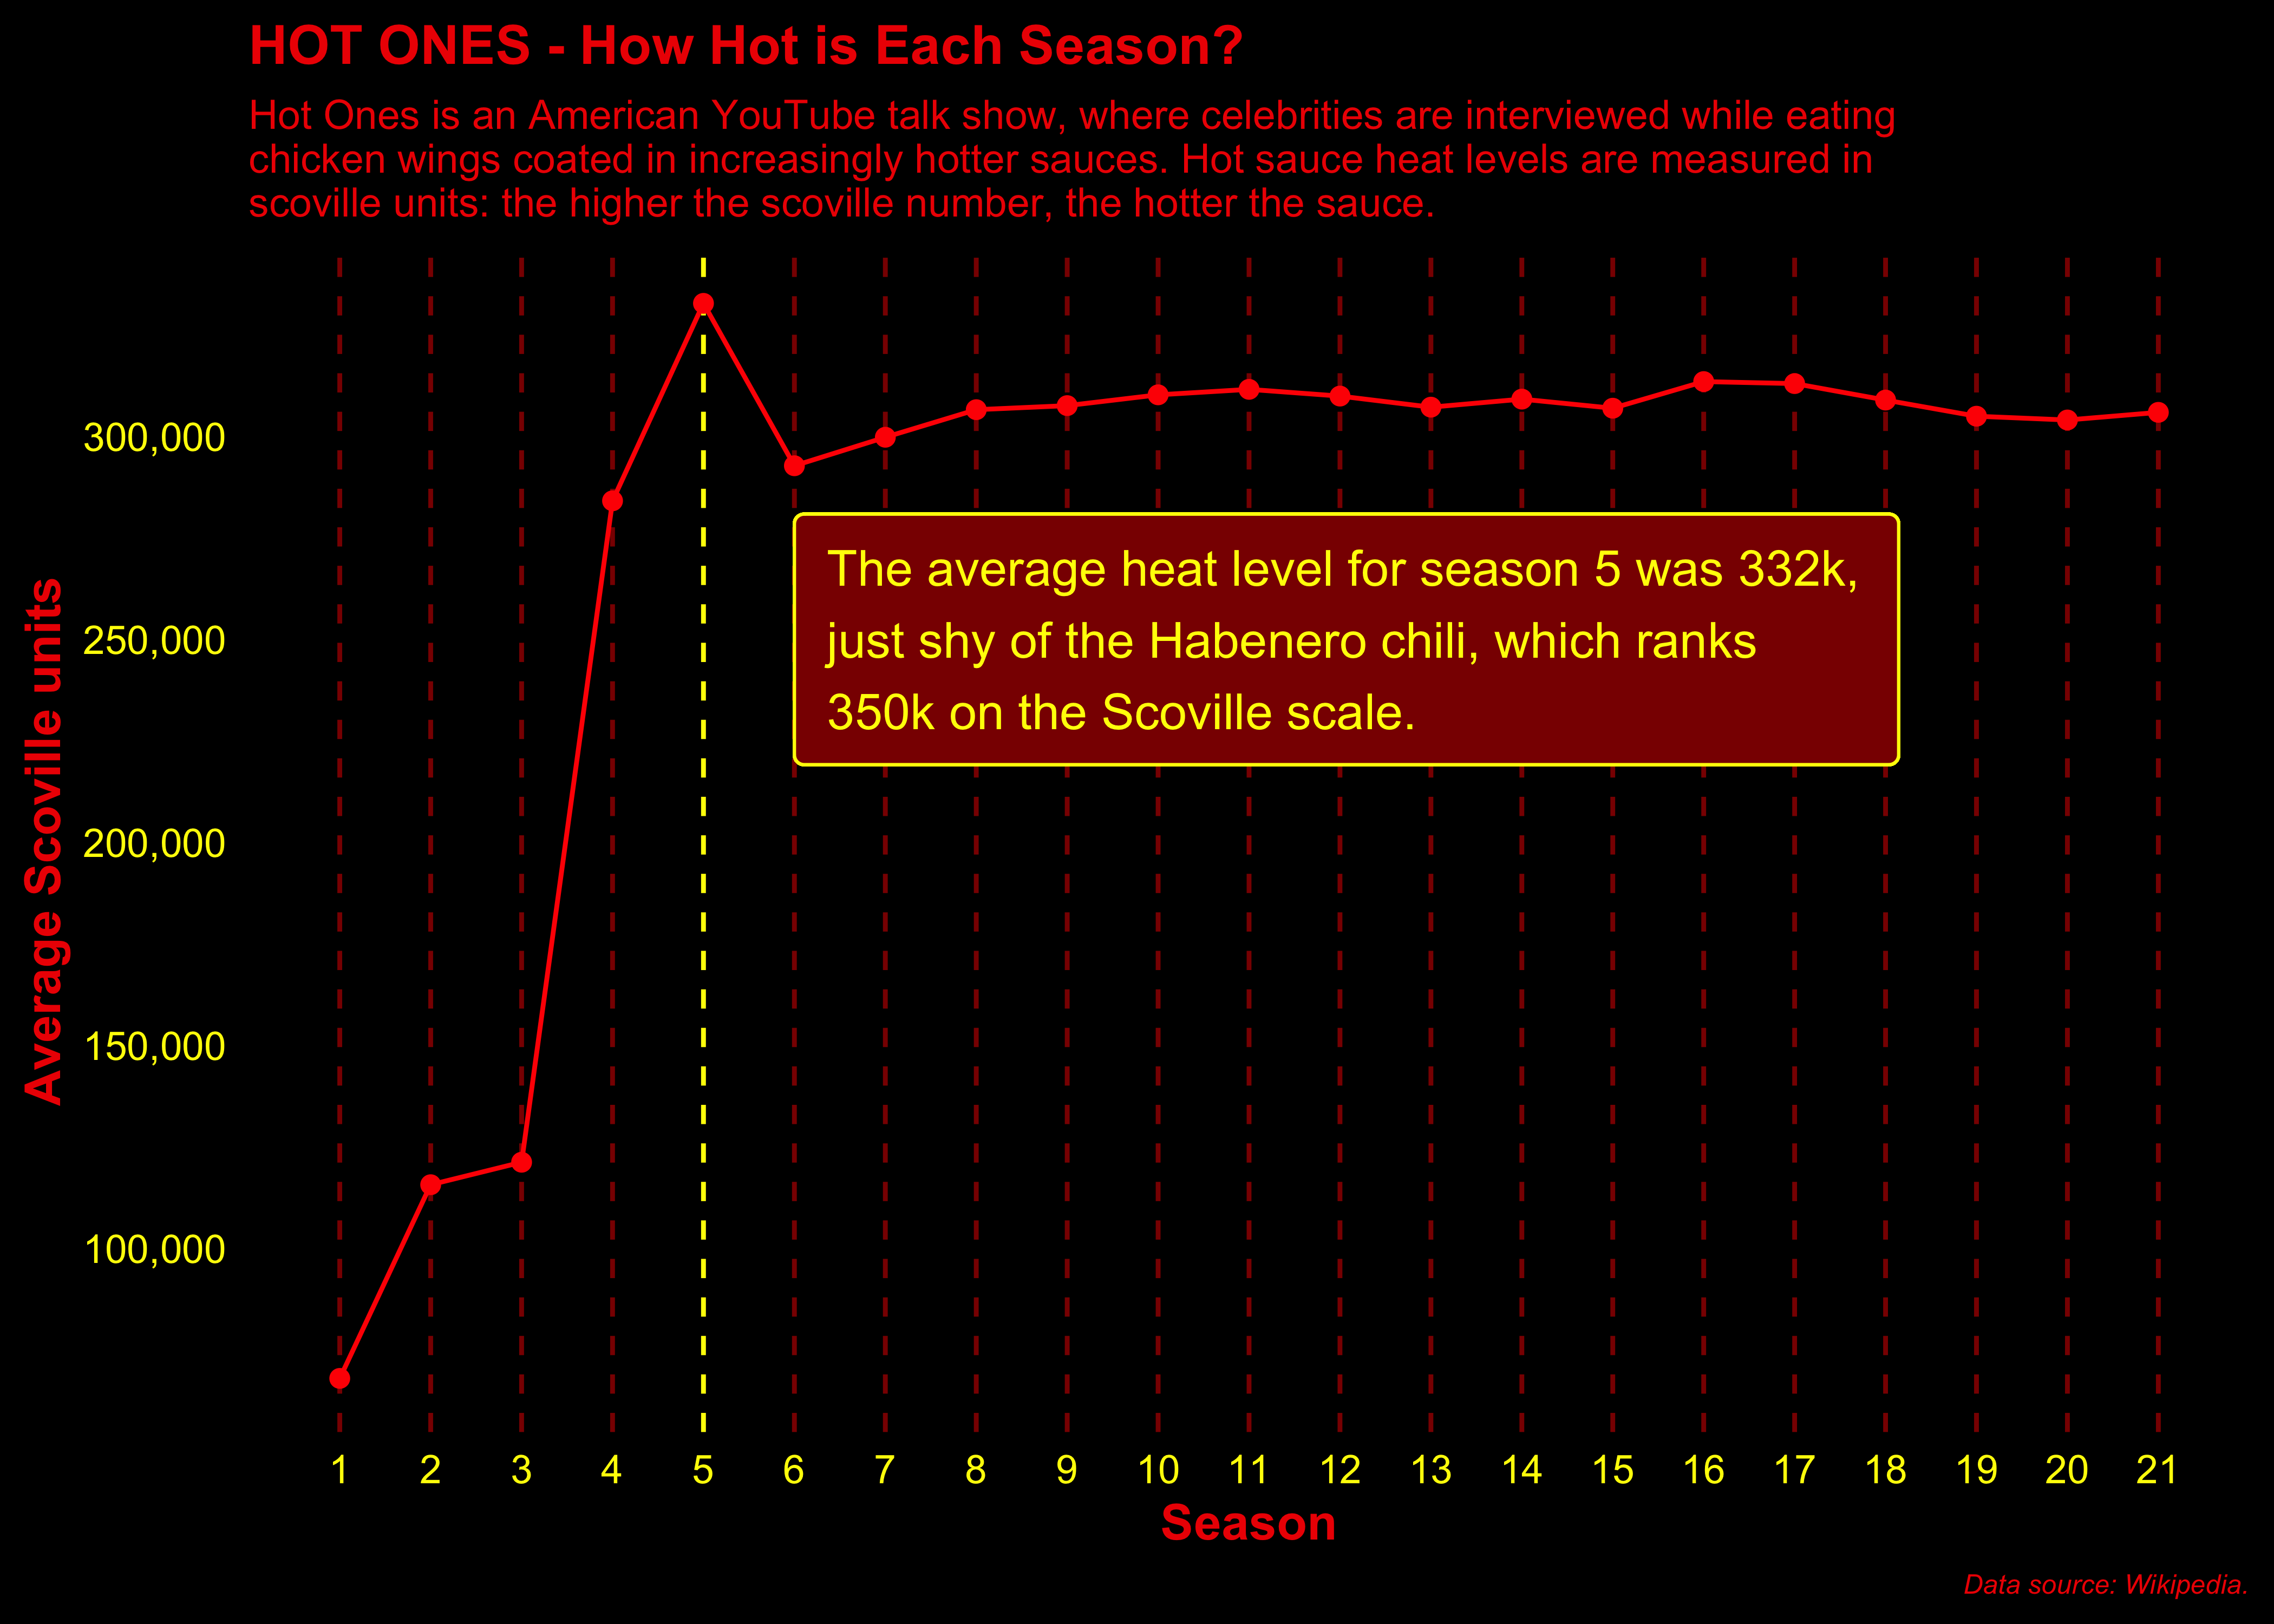 HOT ONES - How Hot is Each Season?
Hot Ones is an American YouTube talk show, where celebrities are interviewed while eating
chicken wings coated in increasingly hotter sauces. Hot sauce heat levels are measured in
scoville units: the higher the scoville number, the hotter the sauce.
Average Scoville units
300,000
250,000
200,000
150,000
100,000
The average heat level for season 5 was 332k,
just shy of the Habenero chili, which ranks
350k on the Scoville scale.
1 2 3 4 5 6 7 8 9 10 11 12 13 14 15 16 17 18 19 20 21
Season
Data source: Wikipedia.